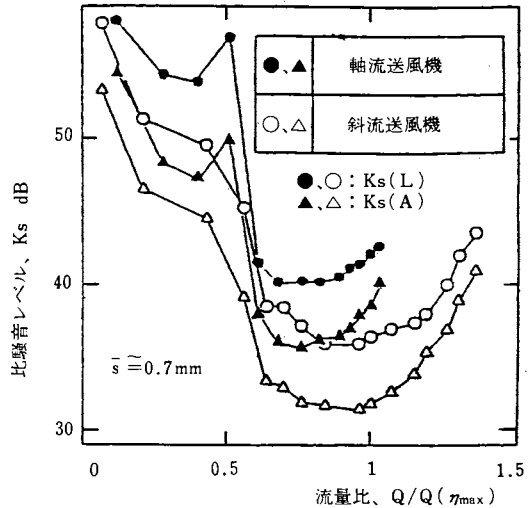 ●、▲ 軸流送風機
○、△ 斜流送風機
●、○: Ks(L)
▲、△: Ks(A)
比騒音レベル、Ks dB
50
40
30
s̄≅0.7mm
0 0.5 1 1.5
流量比、Q/Q(ηmax)